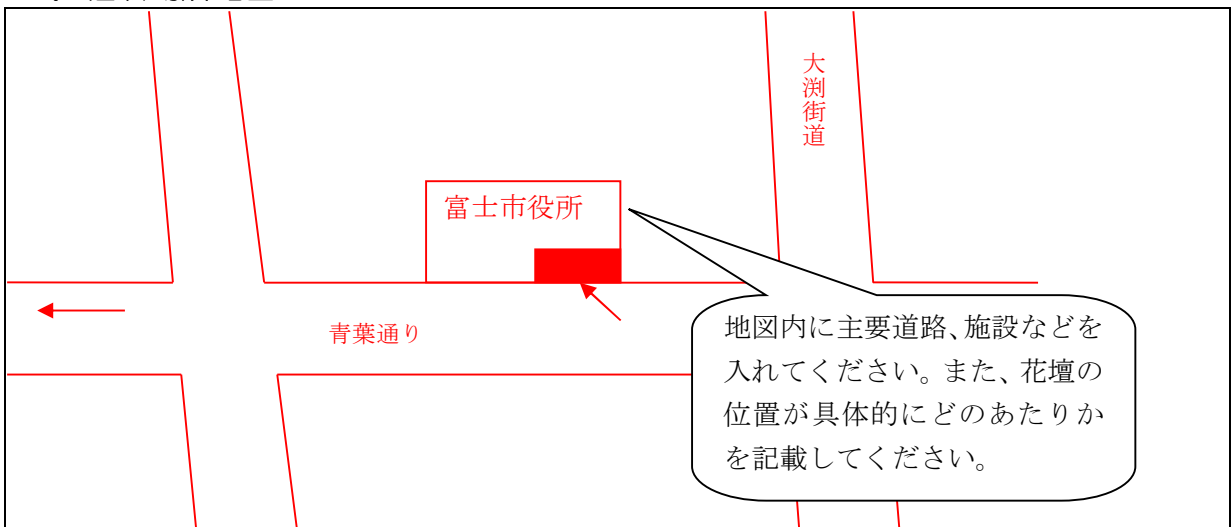 大渕街道
富士市役所
青葉通り
地図内に主要道路、施設などを
入れてください。また、花壇の
位置が具体的にどのあたりか
を記載してください。